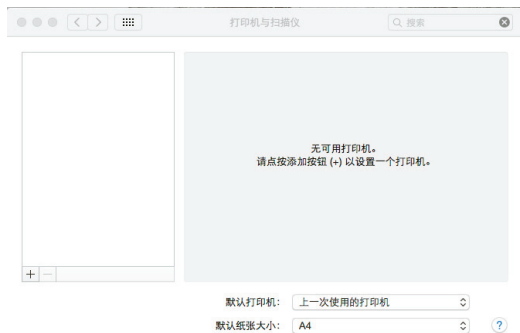 打印机与扫描仪
搜索
无可用打印机。
请点按添加按钮 (+) 以设置一个打印机。
+ −
默认打印机： 上一次使用的打印机
默认纸张大小： A4
?